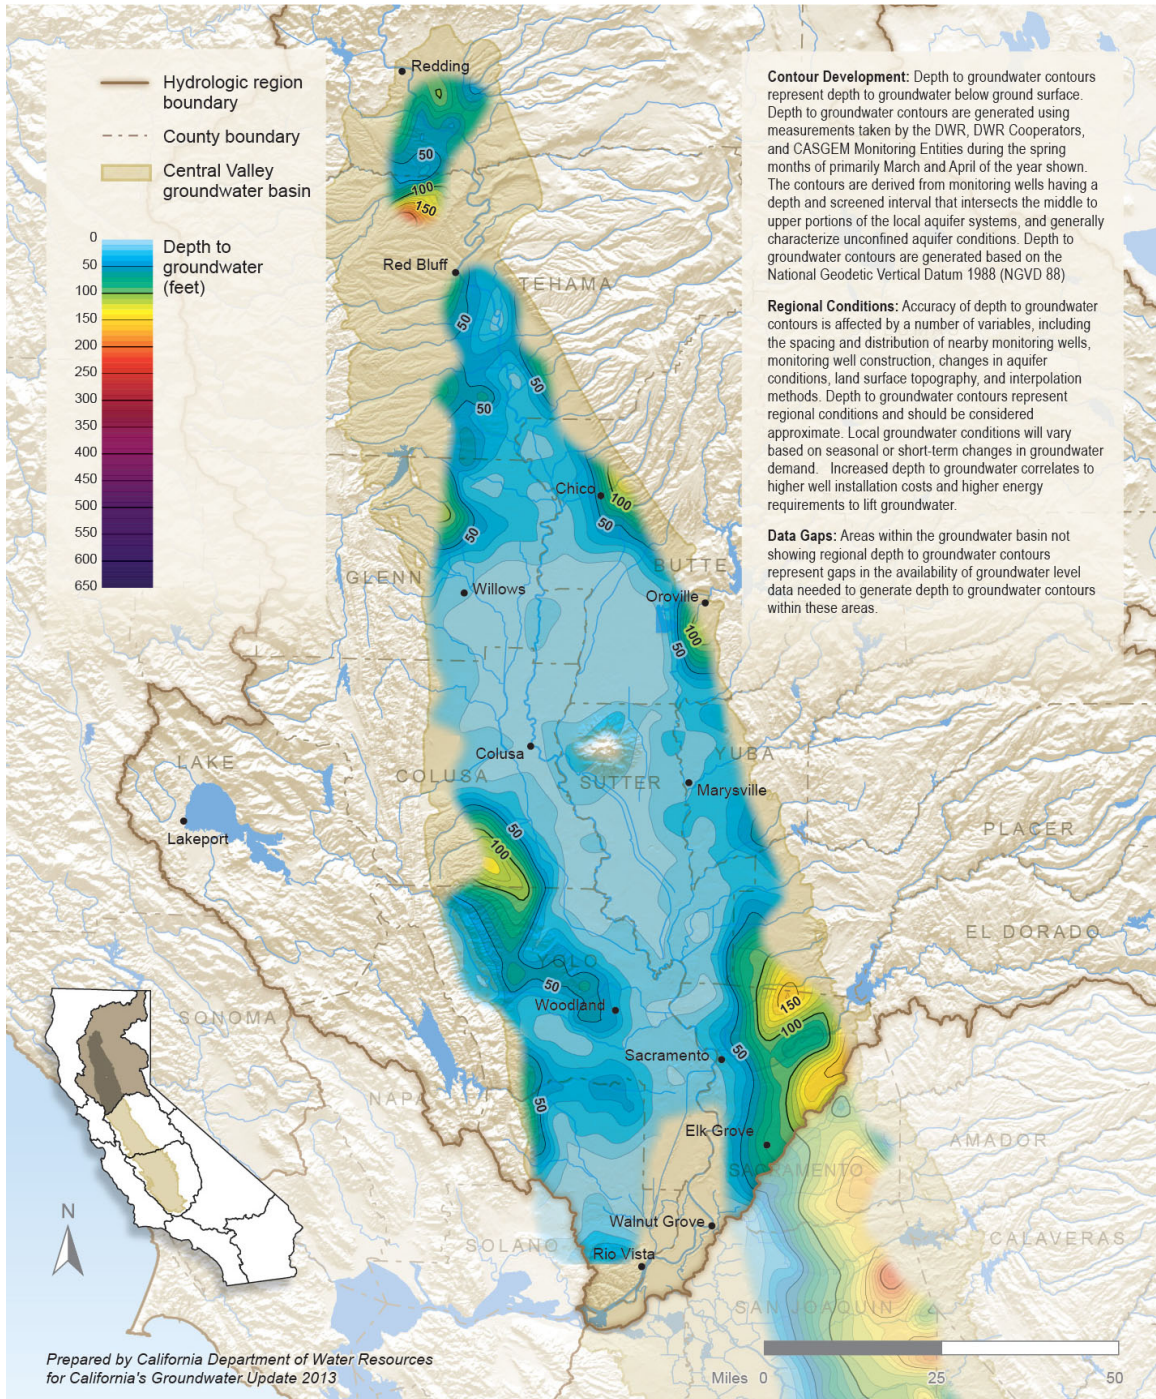 Hydrologic region
boundary
County boundary
Central Valley
groundwater basin
Depth to
groundwater
(feet)
0
50
100
150
200
250
300
350
400
450
500
550
600
650
Contour Development: Depth to groundwater contours
represent depth to groundwater below ground surface.
Depth to groundwater contours are generated using
measurements taken by the DWR, DWR Cooperators,
and CASGEM Monitoring Entities during the spring
months of primarily March and April of the year shown.
The contours are derived from monitoring wells having a
depth and screened interval that intersects the middle to
upper portions of the local aquifer systems, and generally
characterize unconfined aquifer conditions. Depth to
groundwater contours are generated based on the
National Geodetic Vertical Datum 1988 (NGVD 88)
Regional Conditions: Accuracy of depth to groundwater
contours is affected by a number of variables, including
the spacing and distribution of nearby monitoring wells,
monitoring well construction, changes in aquifer
conditions, land surface topography, and interpolation
methods. Depth to groundwater contours represent
regional conditions and should be considered
approximate. Local groundwater conditions will vary
based on seasonal or short-term changes in groundwater
demand. Increased depth to groundwater correlates to
higher well installation costs and higher energy
requirements to lift groundwater.
Data Gaps: Areas within the groundwater basin not
showing regional depth to groundwater contours
represent gaps in the availability of groundwater level
data needed to generate depth to groundwater contours
within these areas.
Redding
50
100
150
Red Bluff
TEHAMA
50
50
50
Chico
100
50
50
GLENN
Willows
BUTTE
Oroville
100
50
Colusa
COLUSA
SUTTER
YUBA
Marysville
LAKE
Lakeport
50
100
PLACER
EL DORADO
YOLO
50
Woodland
150
100
50
Sacramento
SONOMA
NAPA
50
Elk Grove
SACRAMENTO
AMADOR
Walnut Grove
SOLANO
Rio Vista
CALAVERAS
SAN JOAQUIN
N
Prepared by California Department of Water Resources
for California's Groundwater Update 2013
Miles 0 25 50